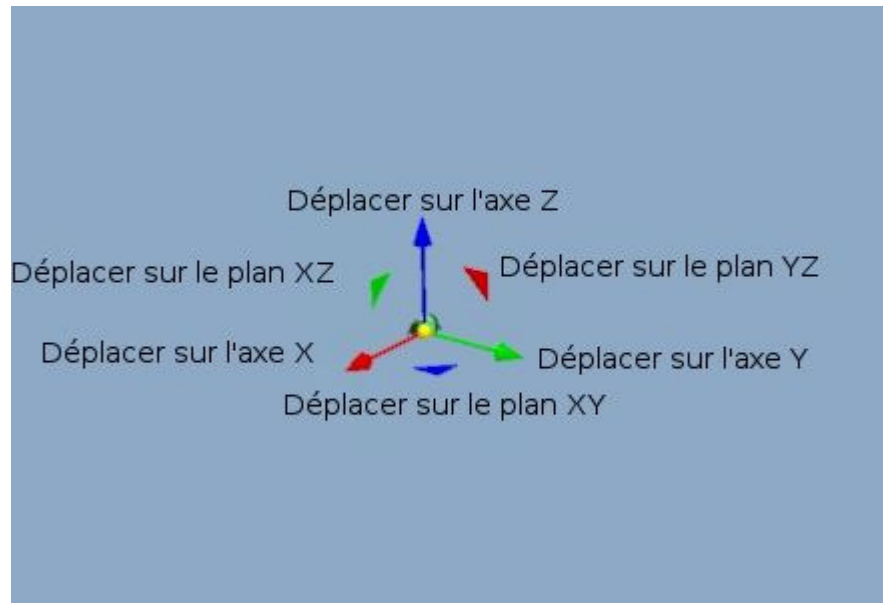 Déplacer sur l'axe Z
Déplacer sur le plan XZ
Déplacer sur le plan YZ
Déplacer sur l'axe X
Déplacer sur l'axe Y
Déplacer sur le plan XY